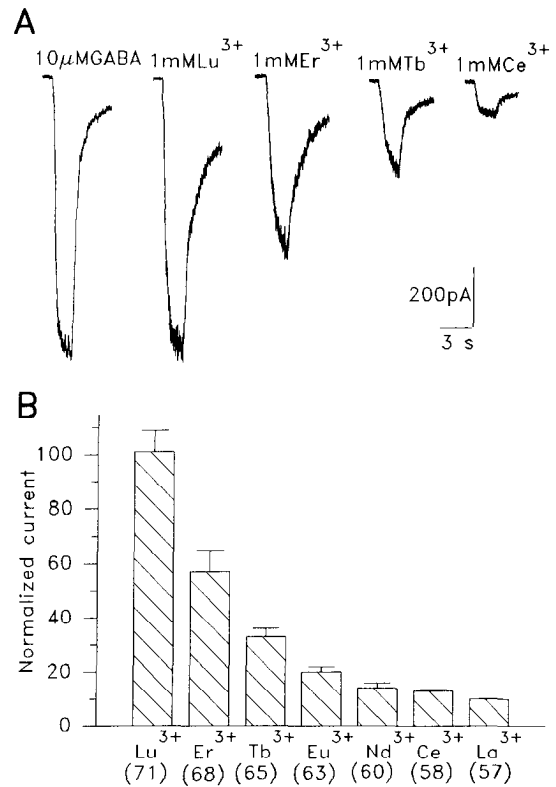 A
10μMGABA 1mMLu3+ 1mMEr3+ 1mMTb3+ 1mMCe3+
200pA
3 s
B
Normalized current
100
80
60
40
20
0
Lu3+ Er3+ Tb3+ Eu3+ Nd3+ Ce3+ La3+
(71) (68) (65) (63) (60) (58) (57)